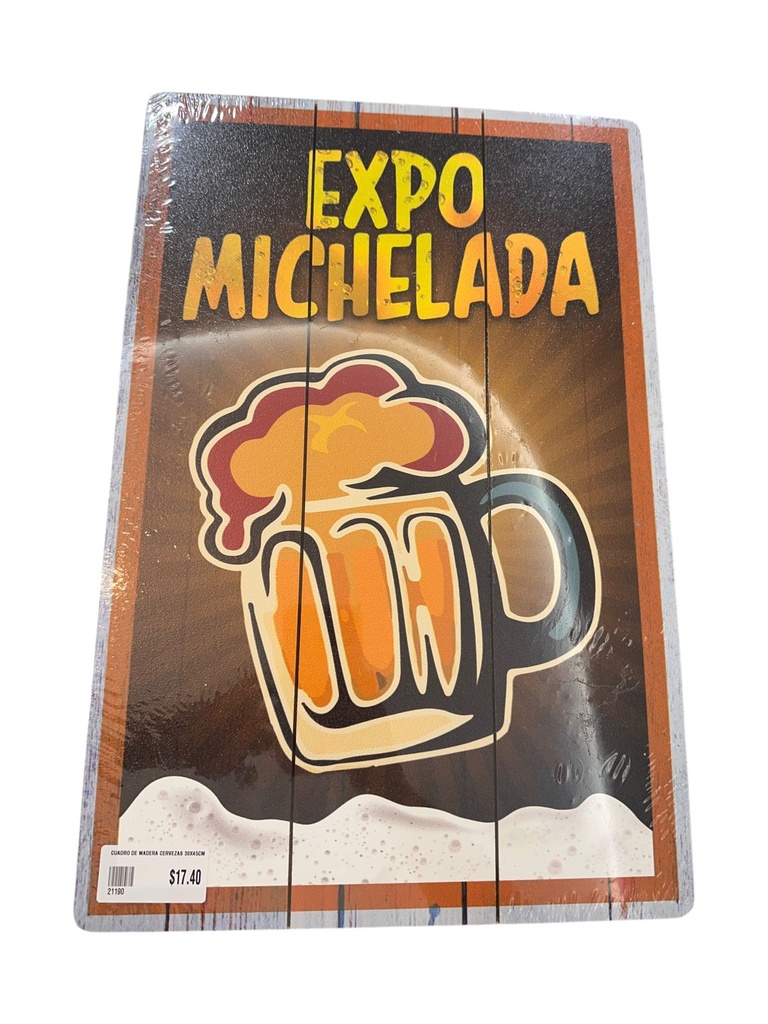 EXPO
MICHELADA
CUADRO DE MADERA CERVEZAS 30X45CM
$17.40
21190